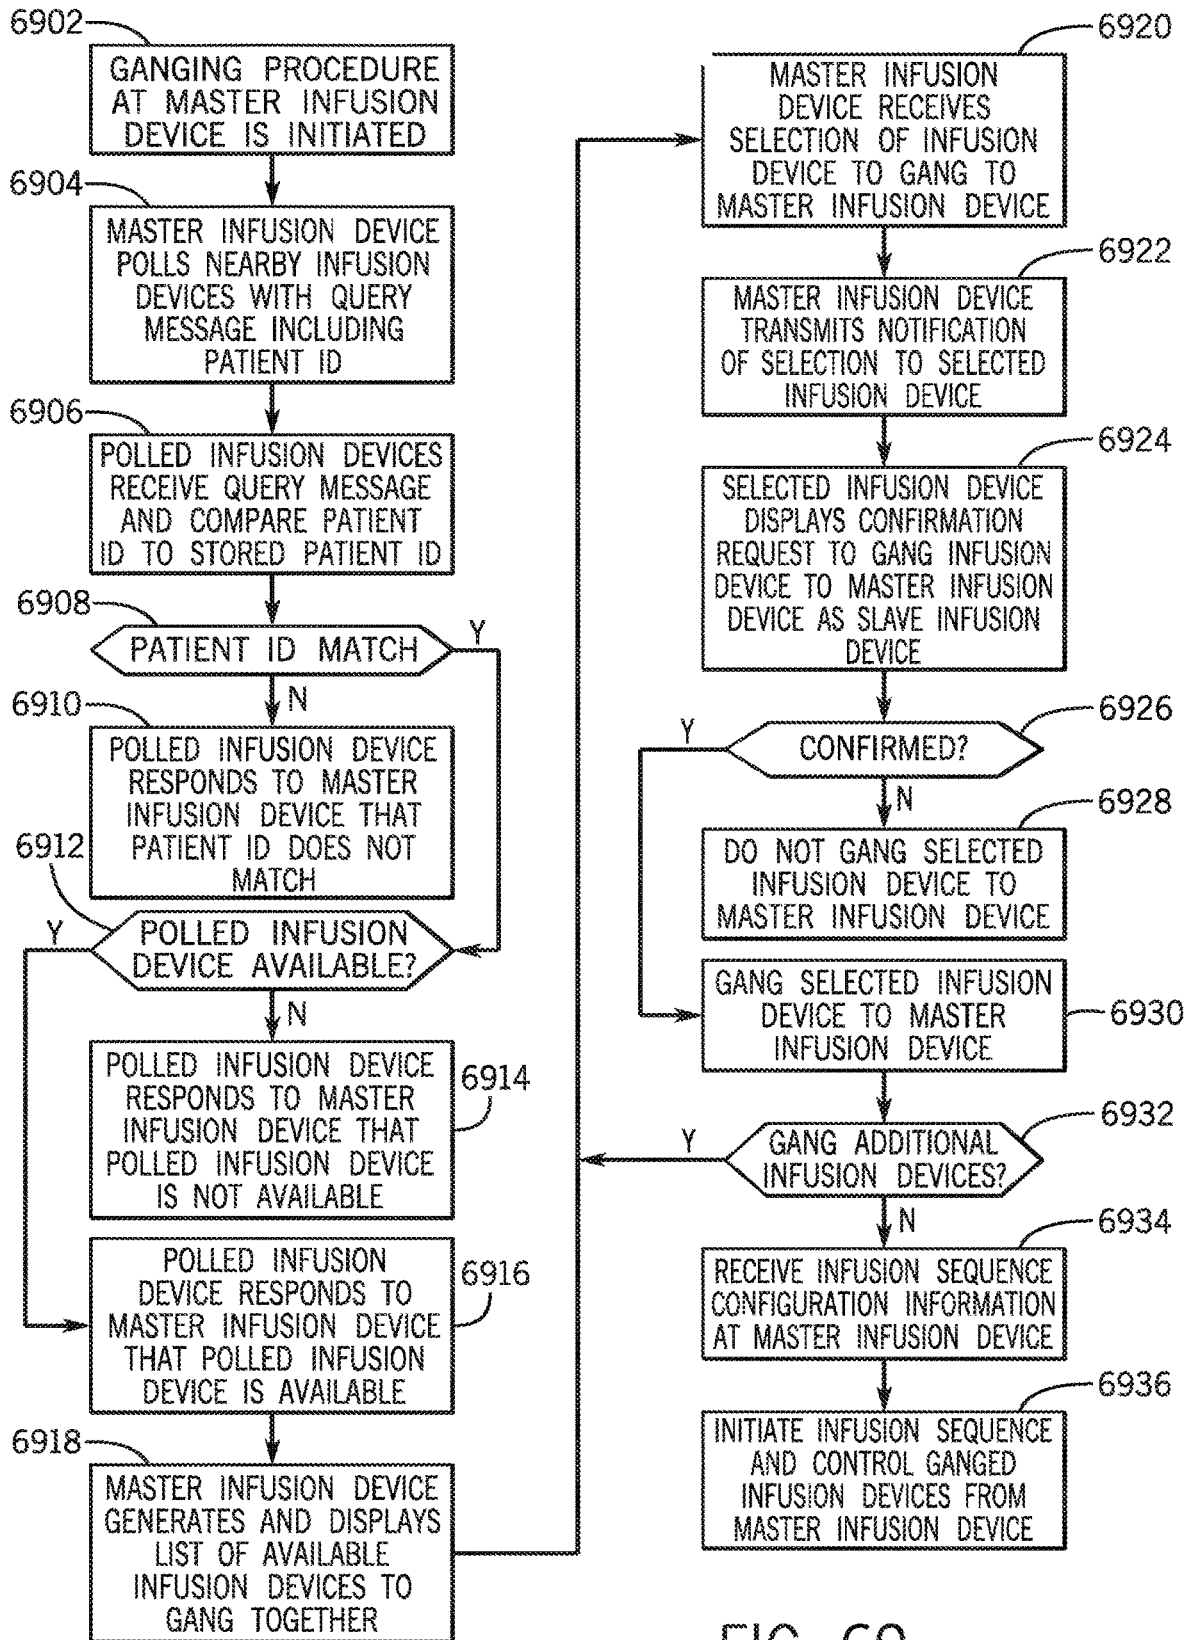 6902
GANGING PROCEDURE
AT MASTER INFUSION
DEVICE IS INITIATED
6904
MASTER INFUSION DEVICE
POLLS NEARBY INFUSION
DEVICES WITH QUERY
MESSAGE INCLUDING
PATIENT ID
6906
POLLED INFUSION DEVICES
RECEIVE QUERY MESSAGE
AND COMPARE PATIENT
ID TO STORED PATIENT ID
6908
PATIENT ID MATCH
Y
N
6910
POLLED INFUSION DEVICE
RESPONDS TO MASTER
INFUSION DEVICE THAT
PATIENT ID DOES NOT
MATCH
6912
Y
POLLED INFUSION
DEVICE AVAILABLE?
N
POLLED INFUSION DEVICE
RESPONDS TO MASTER
INFUSION DEVICE THAT
POLLED INFUSION DEVICE
IS NOT AVAILABLE
6914
POLLED INFUSION
DEVICE RESPONDS TO
MASTER INFUSION DEVICE
THAT POLLED INFUSION
DEVICE IS AVAILABLE
6916
6918
MASTER INFUSION DEVICE
GENERATES AND DISPLAYS
LIST OF AVAILABLE
INFUSION DEVICES TO
GANG TOGETHER
6920
MASTER INFUSION
DEVICE RECEIVES
SELECTION OF INFUSION
DEVICE TO GANG TO
MASTER INFUSION DEVICE
6922
MASTER INFUSION DEVICE
TRANSMITS NOTIFICATION
OF SELECTION TO SELECTED
INFUSION DEVICE
6924
SELECTED INFUSION DEVICE
DISPLAYS CONFIRMATION
REQUEST TO GANG INFUSION
DEVICE TO MASTER INFUSION
DEVICE AS SLAVE INFUSION
DEVICE
6926
Y
CONFIRMED?
N
6928
DO NOT GANG SELECTED
INFUSION DEVICE TO
MASTER INFUSION DEVICE
GANG SELECTED INFUSION
DEVICE TO MASTER
INFUSION DEVICE
6930
6932
Y
GANG ADDITIONAL
INFUSION DEVICES?
N
6934
RECEIVE INFUSION SEQUENCE
CONFIGURATION INFORMATION
AT MASTER INFUSION DEVICE
6936
INITIATE INFUSION SEQUENCE
AND CONTROL GANGED
INFUSION DEVICES FROM
MASTER INFUSION DEVICE
FIG. 69